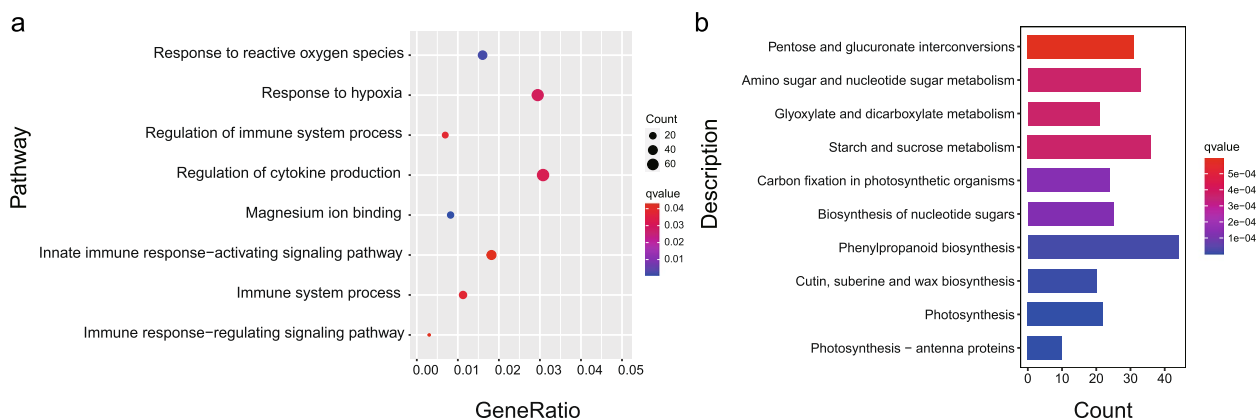 a
Pathway
Response to reactive oxygen species
Response to hypoxia
Regulation of immune system process
Regulation of cytokine production
Magnesium ion binding
Innate immune response−activating signaling pathway
Immune system process
Immune response−regulating signaling pathway
0.00 0.01 0.02 0.03 0.04 0.05
GeneRatio
Count
20
40
60
qvalue
0.04
0.03
0.02
0.01
b
Description
Pentose and glucuronate interconversions
Amino sugar and nucleotide sugar metabolism
Glyoxylate and dicarboxylate metabolism
Starch and sucrose metabolism
Carbon fixation in photosynthetic organisms
Biosynthesis of nucleotide sugars
Phenylpropanoid biosynthesis
Cutin, suberine and wax biosynthesis
Photosynthesis
Photosynthesis − antenna proteins
0 10 20 30 40
Count
qvalue
5e−04
4e−04
3e−04
2e−04
1e−04